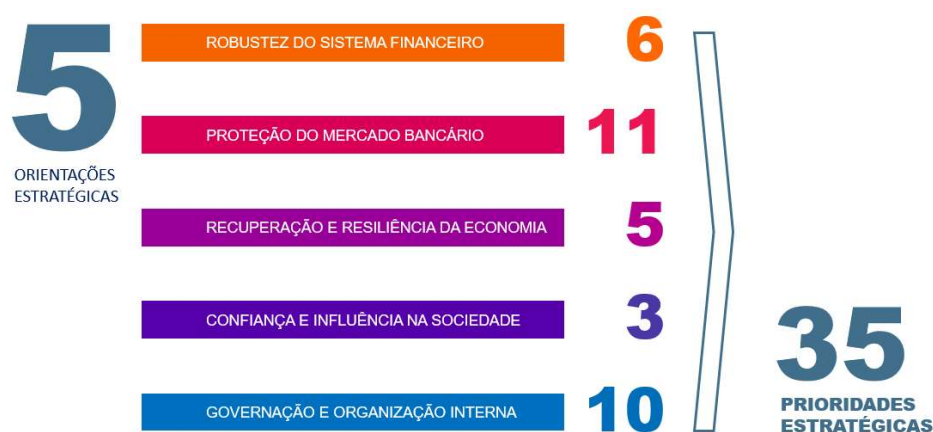 5
ORIENTAÇÕES
ESTRATÉGICAS
ROBUSTEZ DO SISTEMA FINANCEIRO
6
PROTEÇÃO DO MERCADO BANCÁRIO
11
RECUPERAÇÃO E RESILIÊNCIA DA ECONOMIA
5
CONFIANÇA E INFLUÊNCIA NA SOCIEDADE
3
GOVERNAÇÃO E ORGANIZAÇÃO INTERNA
10
35
PRIORIDADES
ESTRATÉGICAS